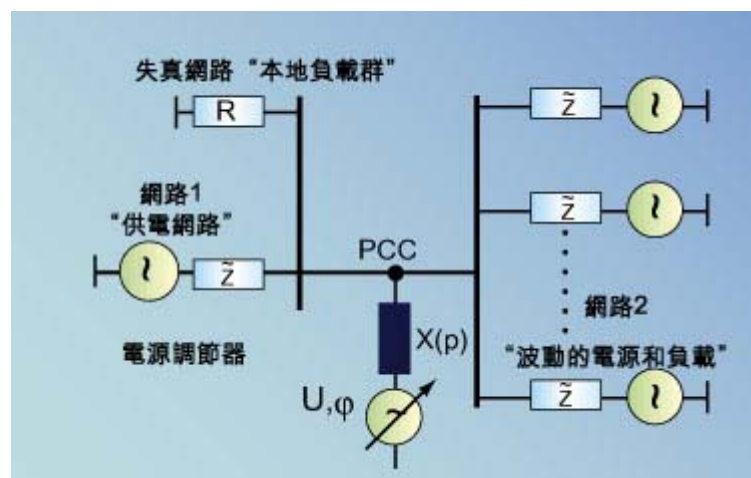 失真網路“本地負載群”
R
網路1
“供電網路”
Z̃
PCC
電源調節器
X(p)
U,φ
Z̃
Z̃
網路2
“波動的電源和負載”
Z̃